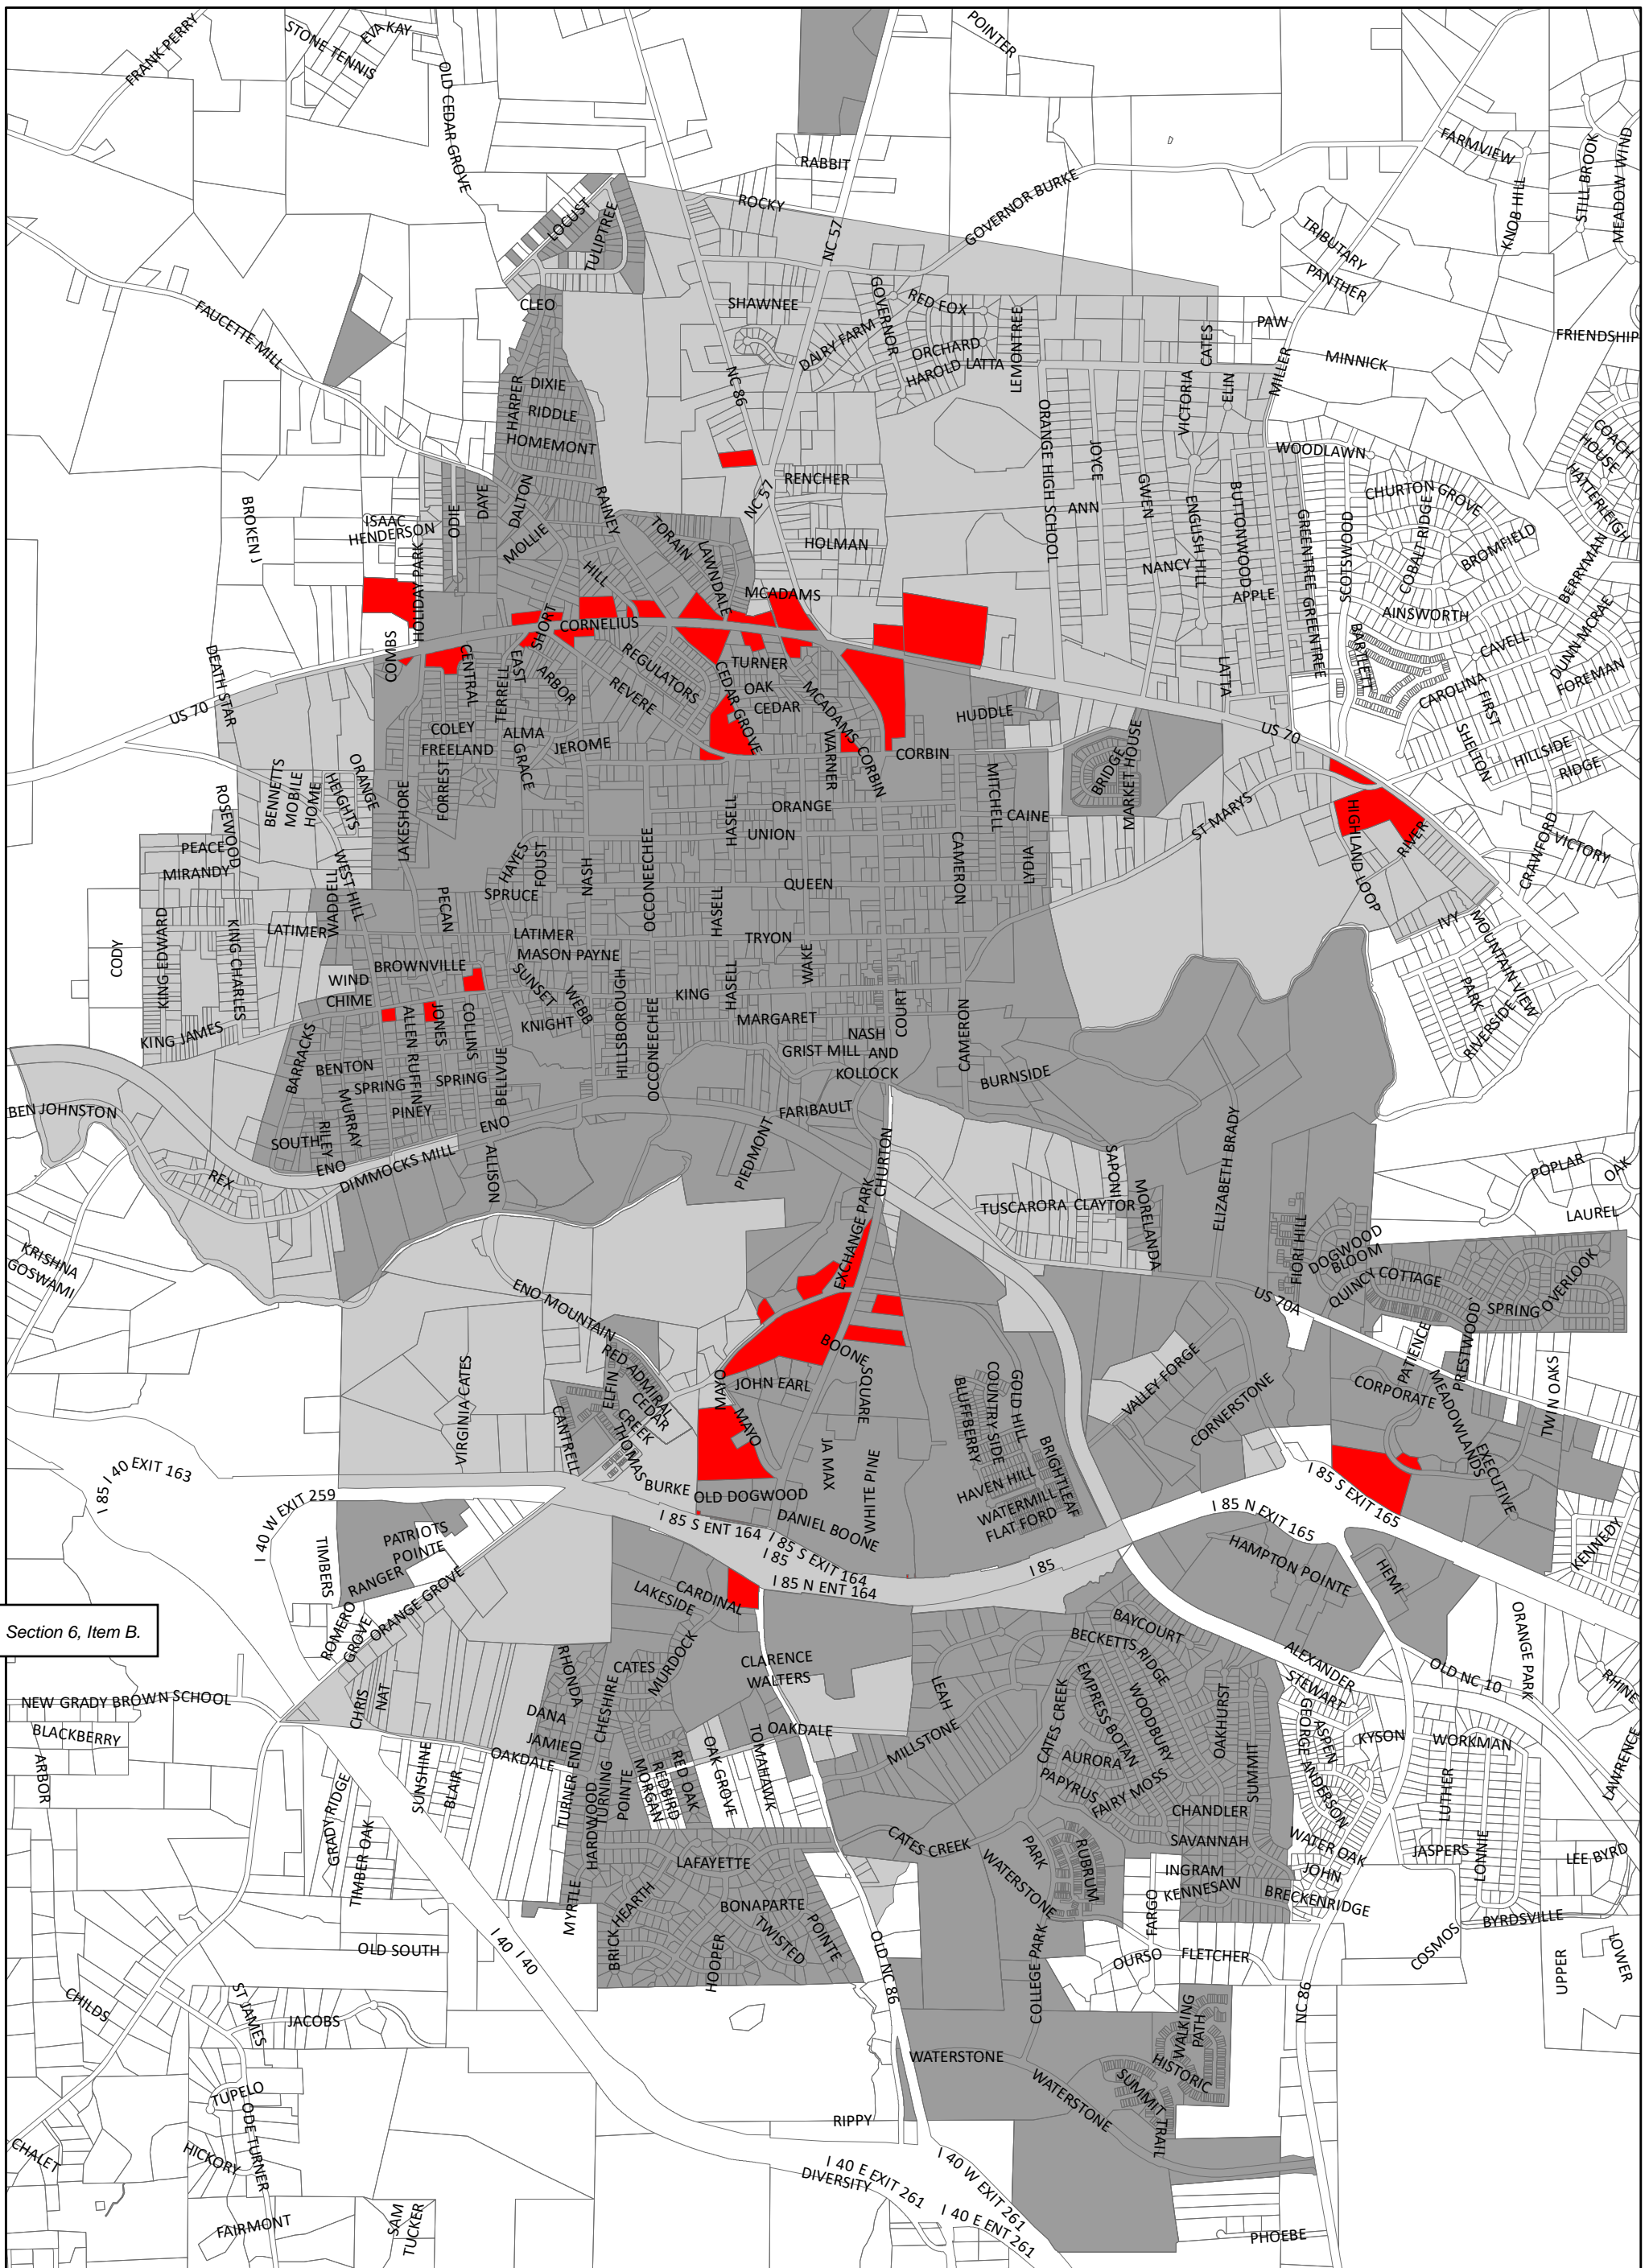 FRANK PERRY
STONE TENNIS
EVA KAY
OLD CEDAR GROVE
POINTER
RABBIT
ROCKY
NC 57
GOVERNOR BURKE
FARMVIEW
KNOB HILL
STILL BROOK
MEADOW WIND
TRIBUTARY
PANTHER
LOCUST
TULIPTREE
CLEO
FAUCETTE MILL
SHAWNEE
DAIRY FARM
GOVERNOR
RED FOX
ORCHARD
HAROLD LATTA
LEMONTREE
CATES
PAW
MILLER
MINNICK
FRIENDSHIP
NC 86
HARPER
DIXIE
RIDDLE
HOMEMONT
VICTORIA
ELIN
ORANGE HIGH SCHOOL
JOYCE
WOODLAWN
COACH
HOUSE
HATTERLEIGH
RENCHER
NC 57
BROKEN J
ISAAC
HENDERSON
ODIE
DAYE
DALTON
MOLLIE
RAINEY
TORAIN
LAWNDALE
HOLMAN
ANN
GWEN
ENGLISH HILL
BUTTONWOOD
GREENTREE
GREENTREE
SCOTSWOOD
CHURTON GROVE
COBALT RIDGE
BROMFIELD
BERRYMAN
NANCY
APPLE
AINSWORTH
HILL
MCADAMS
HOLIDAY PARK
COMBS
CORNELIUS
SHORT
CENTRAL
EAST
TERRELL
ARBOR
REGULATORS
REVERE
TURNER
OAK
CEDAR
CEDAR GROVE
MCADAMS
BARTLETT
CAVELL
DUNN MCRAE
FOREMAN
CAROLINA
FIRST
LATTA
DEATH STAR
US 70
COLEY
FREELAND
ALMA
GRACE
JEROME
WARNER
CORBIN
CORBIN
HUDDLE
US 70
SHELTON
HILLSIDE
RIDGE
BENNETTS
MOBILE
HOME
HEIGHTS
ORANGE
ROSEWOOD
LAKESHORE
FORREST
HASELL
ORANGE
UNION
MITCHELL
CAINE
BRIDGE
MARKET HOUSE
ST MARYS
HIGHLAND LOOP
RIVER
CRAWFORD
VICTORY
PEACE
MIRANDY
WEST HILL
WADDELL
PECAN
HAYES
FOUST
SPRUCE
NASH
OCCONEECHEE
HASELL
QUEEN
CAMERON
LYDIA
CODY
KING EDWARD
KING CHARLES
LATIMER
LATIMER
MASON PAYNE
TRYON
WAKE
IVY
MOUNTAIN VIEW
PARK
RIVERSIDE
WIND
CHIME
BROWNVILLE
SUNSET
WEBB
KNIGHT
HILLSBOROUGH
OCCONEECHEE
KING
HASELL
MARGARET
NASH
AND
KOLLOCK
COURT
CAMERON
KING JAMES
BARRACKS
ALLEN RUFFIN
JONES
COLLINS
BENTON
SPRING
SPRING
BELLVUE
GRIST MILL
BURNSIDE
BEN JOHNSTON
MURRAY
PINEY
SOUTH
RILEY
ENO
ENO
DIMMOCKS MILL
ALLISON
REX
PIEDMONT
FARIBAULT
CHURTON
SAPONI
ELIZABETH BRADY
POPLAR
OAK
LAUREL
TUSCARORA
CLAYTOR
MORELANDA
KRISHNA
GOSWAMI
EXCHANGE PARK
ENO MOUNTAIN
FIORI HILL
DOGWOOD
BLOOM
QUINCY COTTAGE
OVERLOOK
SPRING
US 70A
PATIENCE
PRESTWOOD
VIRGINIA CATES
RED ADMIRAL
ELFIN
CEDAR
CREEK
THOMAS
CANTRELL
MAYO
JOHN EARL
BOONE
SQUARE
MAYO
BLUFFBERRY
COUNTRY SIDE
GOLD HILL
BRIGHTLEAF
HAVEN HILL
WATERMILL
FLAT FORD
VALLEY FORGE
CORNERSTONE
CORPORATE
MEADOWLANDS
EXECUTIVE
TWIN OAKS
I 85 I 40 EXIT 163
I 40 W EXIT 259
BURKE
OLD DOGWOOD
JA MAX
WHITE PINE
DANIEL BOONE
I 85 S EXIT 165
I 85 N EXIT 165
I 85 S ENT 164
I 85 S EXIT 164
I 85
I 85 N ENT 164
I 85
TIMBERS
PATRIOTS
POINTE
RANGER
HAMPTON POINTE
HEMI
KENNEDY
Section 6, Item B.
ROMERO
GROVE
ORANGE GROVE
LAKESIDE
CARDINAL
BAYCOURT
BECKETTS RIDGE
ALEXANDER
STEWART
OLD NC 10
ORANGE PARK
RHINE
NEW GRADY BROWN SCHOOL
BLACKBERRY
ARBOR
CHRIS
NAT
RHONDA
CATES
MURDOCK
CHESHIRE
DANA
JAMIE
OAKDALE
CLARENCE
WALTERS
OAKDALE
LEAH
MILLSTONE
CATES CREEK
EMPRESS BOTAN
WOODBURY
OAKHURST
SUMMIT
AURORA
PAPYRUS
FAIRY MOSS
GEORGE ANDERSON
ASPEN
KYSON
WORKMAN
LUTHER
LAWRENCE
SUNSHINE
BLAIR
GRADY RIDGE
TIMBER OAK
TURNER END
HARDWOOD
TURNING
POINTE
MORGAN
REDBIRD
RED OAK
OAK GROVE
TOMAHAWK
CHANDLER
SAVANNAH
WATER OAK
JOHN
JASPERS
LONNIE
LEE BYRD
CATES CREEK
WATERSTONE
PARK
RUBRUM
INGRAM
KENNESAW
FARGO
BRECKENRIDGE
LAFAYETTE
BONAPARTE
TWISTED
POINTE
HOOPER
BRICK HEARTH
MYRTLE
OLD SOUTH
I 40
I 40
OLD NC 86
COLLEGE PARK
OURSO
FLETCHER
COSMOS
BYRDSVILLE
UPPER
LOWER
NC 86
CHILDS
ST JAMES
JACOBS
TUPELO
ODE TURNER
HICKORY
CHALET
FAIRMONT
SAM
TUCKER
WATERSTONE
WATERSTONE
WALKING
PATH
HISTORIC
SUMMIT TRAIL
RIPPY
I 40 E EXIT 261
DIVERSITY
I 40 W EXIT 261
I 40 E ENT 261
PHOEBE